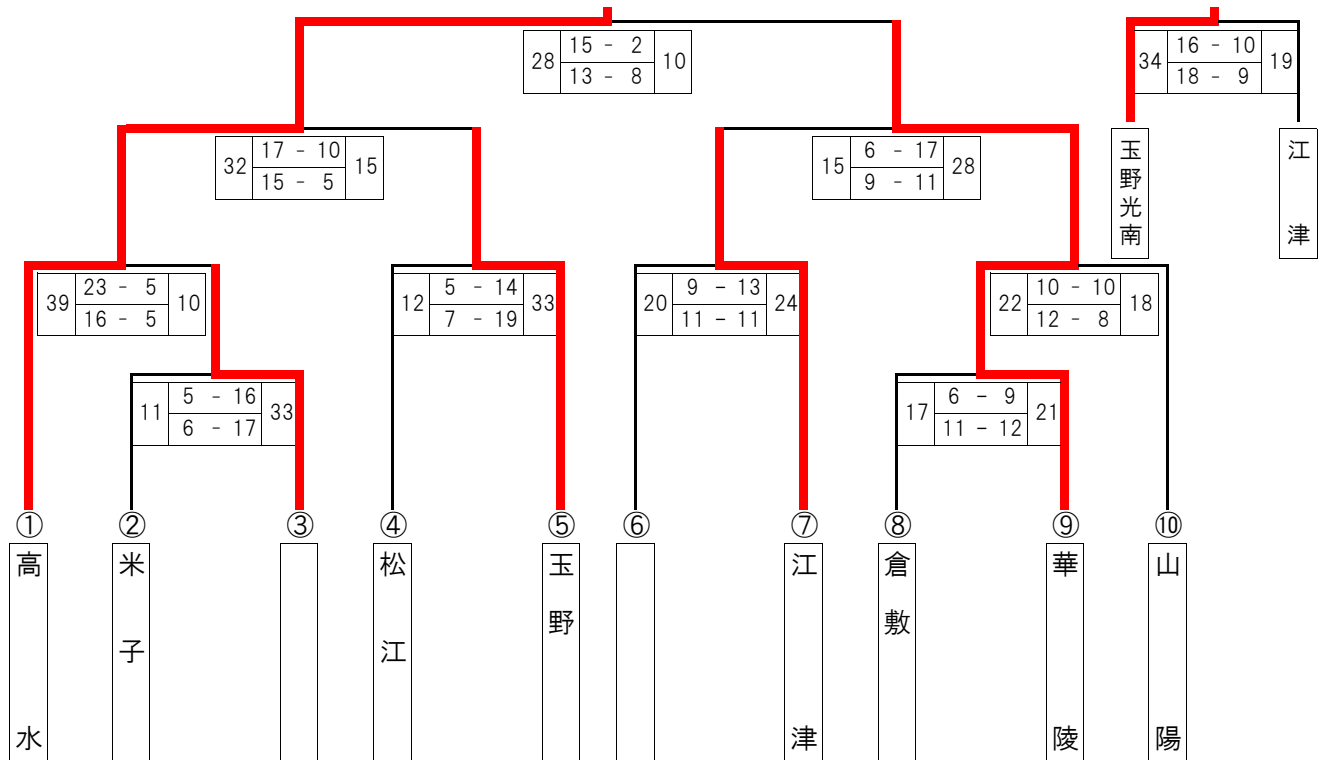 28 15 - 2 10
13 - 8
34 16 - 10 19
18 - 9
玉野光南
江津
32 17 - 10 15
15 - 5
15 6 - 17 28
9 - 11
39 23 - 5 10
16 - 5
12 5 - 14 33
7 - 19
20 9 - 13 24
11 - 11
22 10 - 10 18
12 - 8
11 5 - 16 33
6 - 17
17 6 - 9 21
11 - 12
① ② ③ ④ ⑤ ⑥ ⑦ ⑧ ⑨ ⑩
高水
米子
松江
玉野
江津
倉敷
華陵
山陽